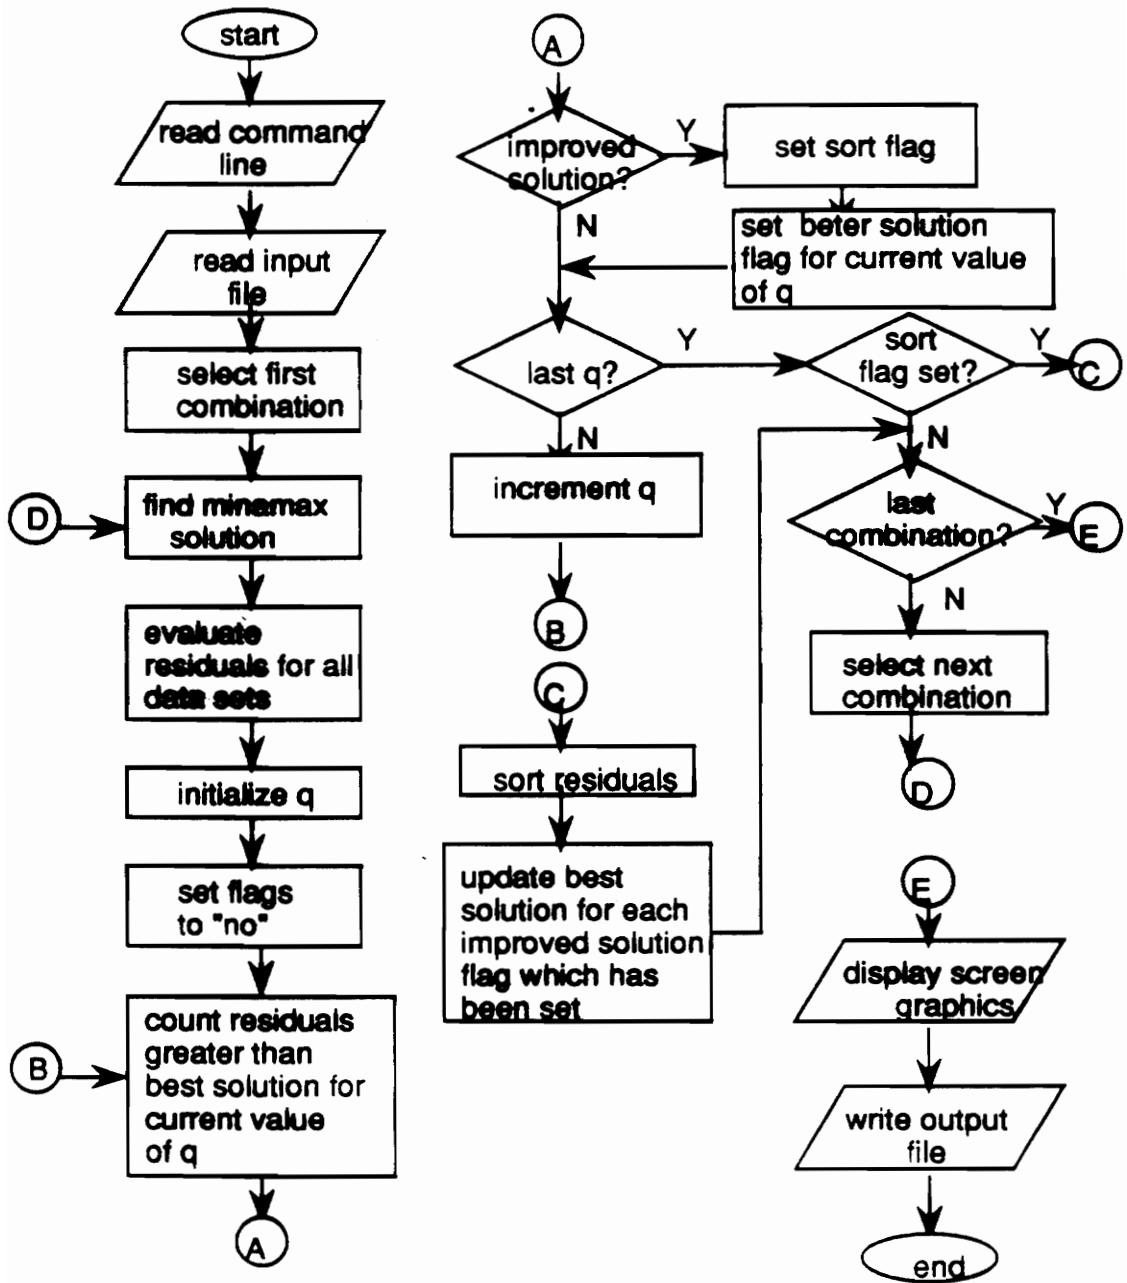 start
read command
line
read input
file
select first
combination
D
find minamax
solution
evaluate
residuals for all
data sets
initialize q
set flags
to "no"
B
count residuals
greater than
best solution for
current value
of q
A
A
improved
solution?
Y
set sort flag
N
set beter solution
flag for current value
of q
last q?
Y
sort
flag set?
Y
C
N
increment q
B
N
last
combination?
Y
E
N
select next
combination
D
C
sort residuals
update best
solution for each
improved solution
flag which has
been set
E
display screen
graphics
write output
file
end